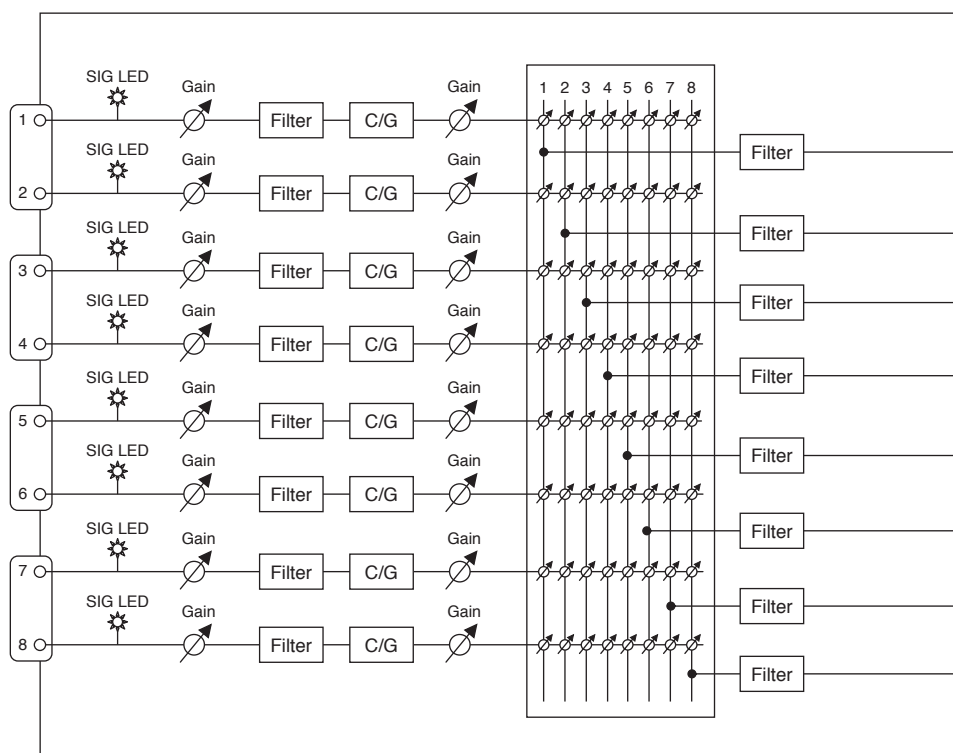 SIG LED
Gain
Gain
1 2 3 4 5 6 7 8
1
Filter
C/G
Filter
SIG LED
Gain
Gain
2
Filter
C/G
Filter
SIG LED
Gain
Gain
3
Filter
C/G
Filter
SIG LED
Gain
Gain
4
Filter
C/G
Filter
SIG LED
Gain
Gain
5
Filter
C/G
Filter
SIG LED
Gain
Gain
6
Filter
C/G
Filter
SIG LED
Gain
Gain
7
Filter
C/G
Filter
SIG LED
Gain
Gain
8
Filter
C/G
Filter